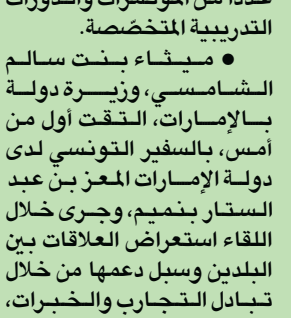 عددا من المؤتمرات والدورات
التدريبية المتخصّصة.
• ميثاء بنت سالم
الشامسي، وزيرة دولة
بالإمارات، التقت أول من
أمس، بالسفير التونسي لدى
دولة الإمارات المعز بن عبد
الستار بنميم، وجرى خلال
اللقاء استعراض العلاقات بين
البلدين وسبل دعمها من خلال
تبادل التجارب والخبرات،